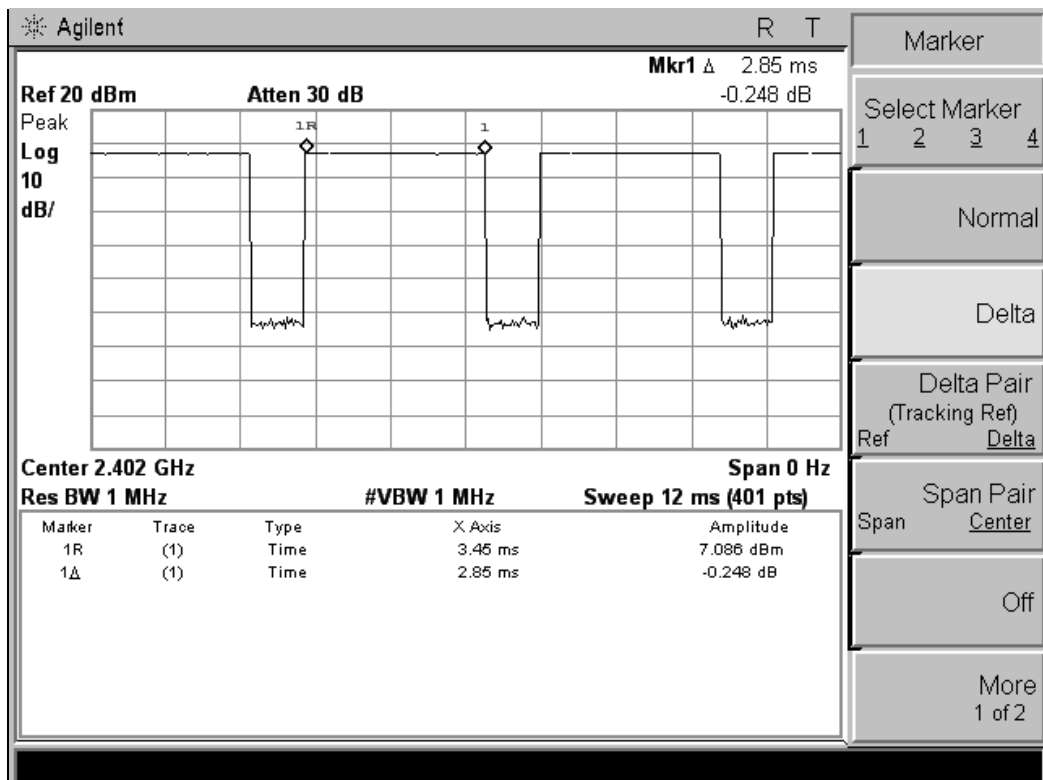 Agilent R T
Mkr1 Δ 2.85 ms
Ref 20 dBm Atten 30 dB -0.248 dB
Peak
Log
10
dB/
1R 1
Center 2.402 GHz Span 0 Hz
Res BW 1 MHz #VBW 1 MHz Sweep 12 ms (401 pts)
Marker Trace Type X Axis Amplitude
1R (1) Time 3.45 ms 7.086 dBm
1Δ (1) Time 2.85 ms -0.248 dB
Marker
Select Marker
1 2 3 4
Normal
Delta
Delta Pair
(Tracking Ref)
Ref Delta
Span Pair
Span Center
Off
More
1 of 2